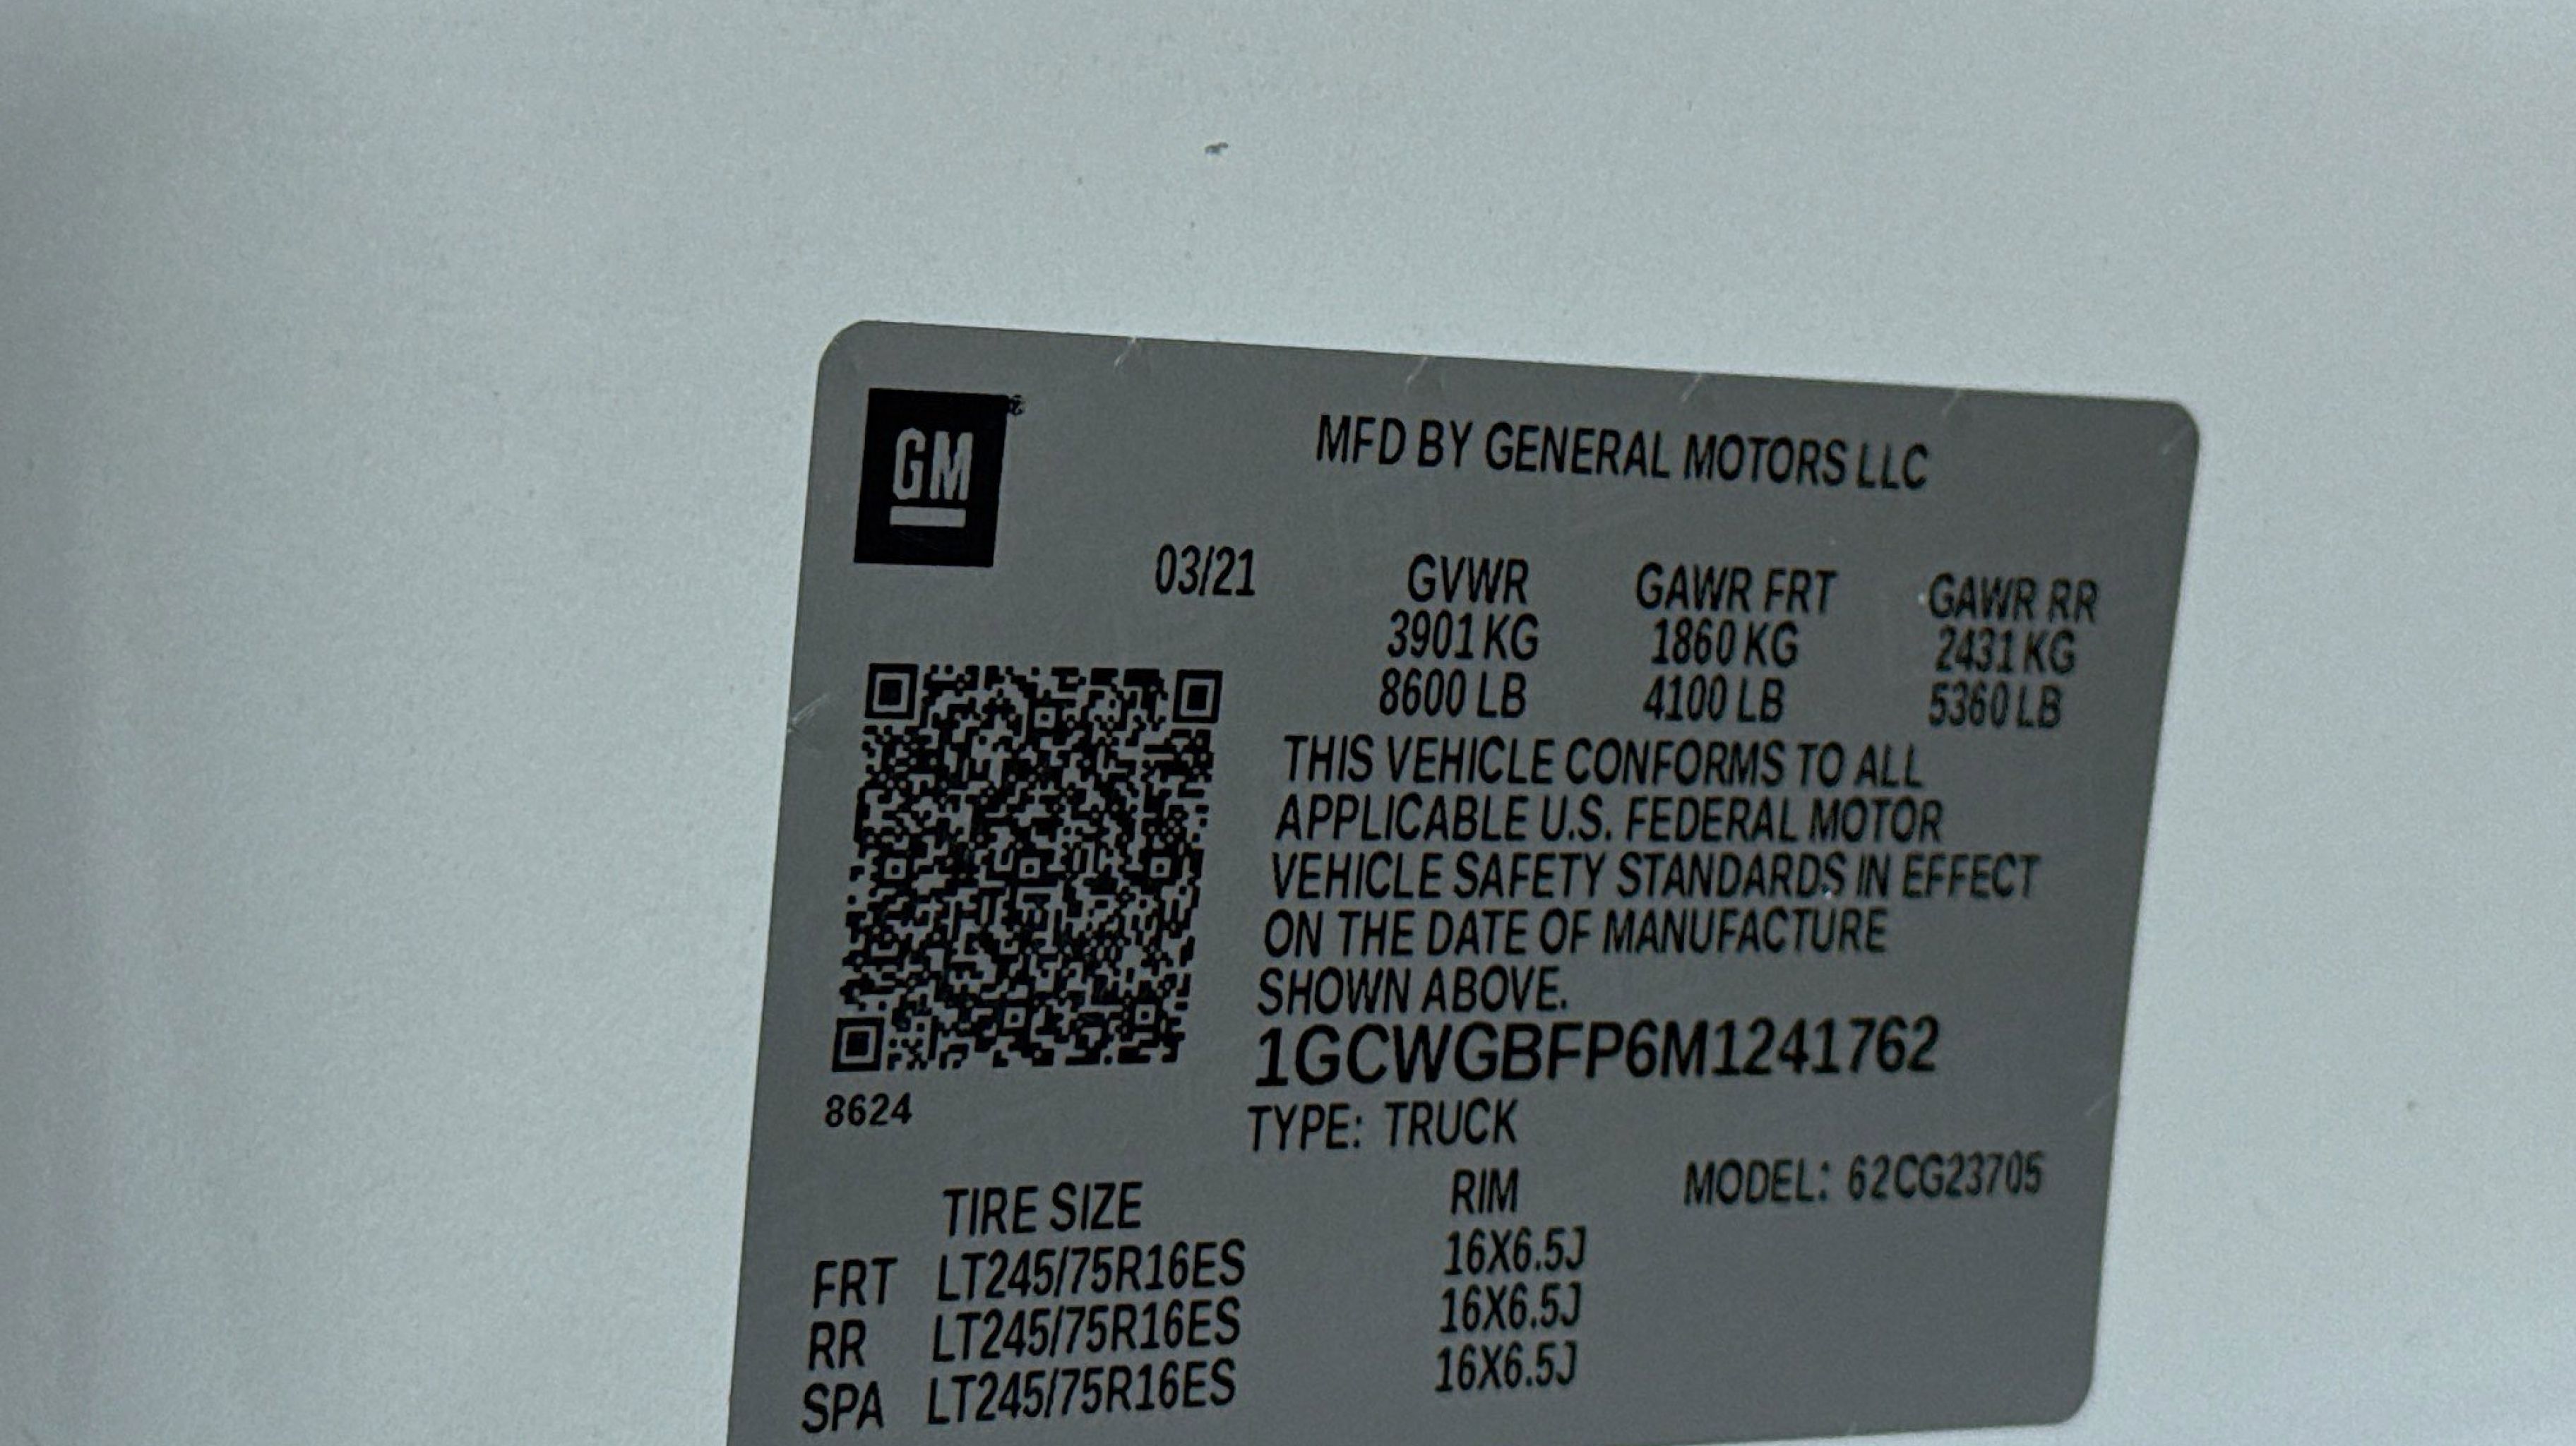 GM
MFD BY GENERAL MOTORS LLC
03/21 GVWR GAWR FRT GAWR RR
3901 KG 1860 KG 2431 KG
8600 LB 4100 LB 5360 LB
THIS VEHICLE CONFORMS TO ALL
APPLICABLE U.S. FEDERAL MOTOR
VEHICLE SAFETY STANDARDS IN EFFECT
ON THE DATE OF MANUFACTURE
SHOWN ABOVE.
1GCWGBFP6M1241762
8624
TYPE: TRUCK
MODEL: 62CG23705
TIRE SIZE RIM
FRT LT245/75R16ES 16X6.5J
RR LT245/75R16ES 16X6.5J
SPA LT245/75R16ES 16X6.5J